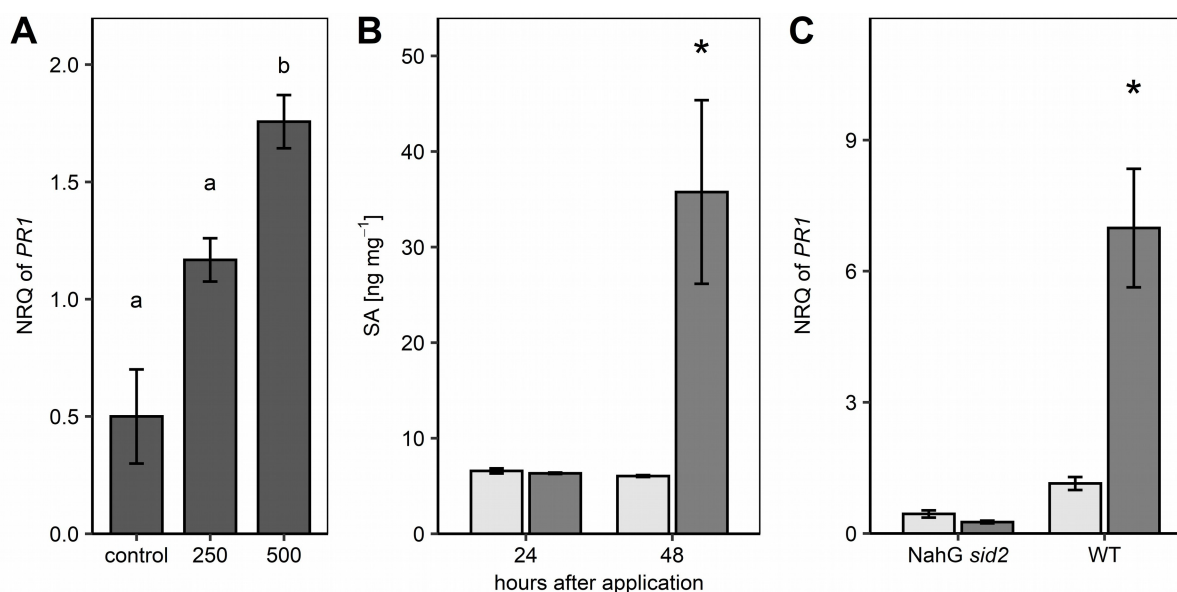 A
NRQ of PR1
2.0
1.5
1.0
0.5
0.0
a
a
b
control 250 500
B
SA [ng mg⁻¹]
50
40
30
20
10
0
*
24 48
hours after application
C
NRQ of PR1
9
6
3
0
*
NahG sid2 WT